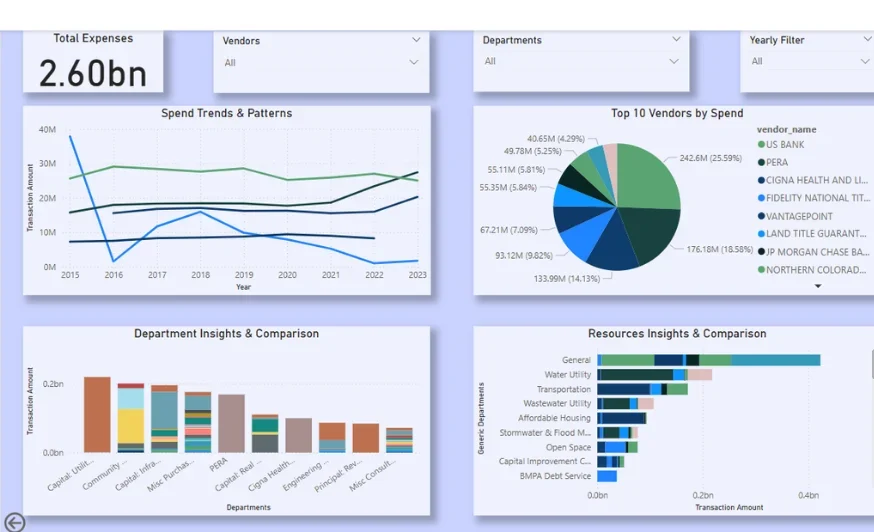 Total Expenses
2.60bn
Vendors
All
Departments
All
Yearly Filter
All
Spend Trends & Patterns
Transaction Amount
40M
30M
20M
10M
0M
2015 2016 2017 2018 2019 2020 2021 2022 2023
Year
Top 10 Vendors by Spend
40.65M (4.29%)
49.78M (5.25%)
55.11M (5.81%)
55.35M (5.84%)
67.21M (7.09%)
93.12M (9.82%)
133.99M (14.13%)
242.6M (25.59%)
176.18M (18.58%)
vendor_name
US BANK
PERA
CIGNA HEALTH AND LI...
FIDELITY NATIONAL TIT...
VANTAGEPOINT
LAND TITLE GUARANT...
JP MORGAN CHASE BA...
NORTHERN COLORAD...
Department Insights & Comparison
Transaction Amount
0.2bn
0.0bn
Capital: Utilit...
Community ...
Capital: Infra...
Misc Purchas...
PERA
Capital: Real ...
Cigna Health...
Engineering ...
Principal: Rev...
Misc Consult...
Departments
Resources Insights & Comparison
Generic Departments
General
Water Utility
Transportation
Wastewater Utility
Affordable Housing
Stormwater & Flood M...
Open Space
Capital Improvement C...
BMPA Debt Service
0.0bn 0.2bn 0.4bn
Transaction Amount